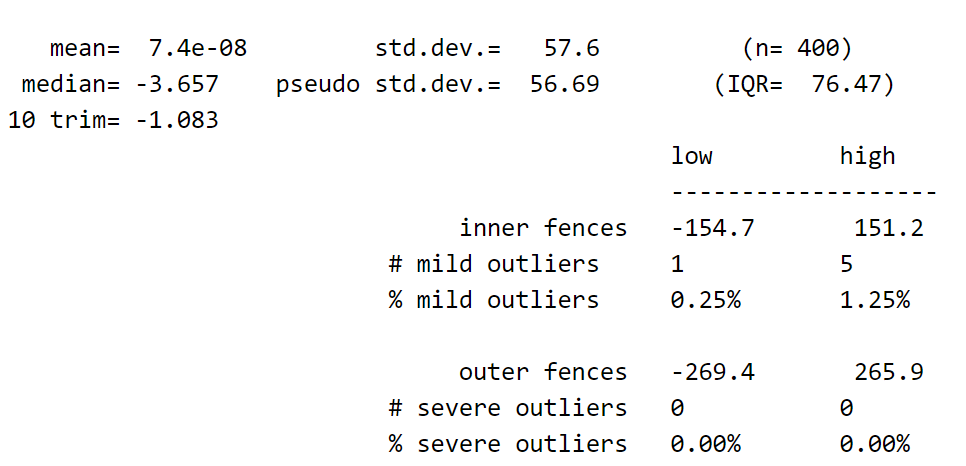 mean= 7.4e-08 std.dev.= 57.6 (n= 400)
median= -3.657 pseudo std.dev.= 56.69 (IQR= 76.47)
10 trim= -1.083
low high
-------------------
inner fences -154.7 151.2
# mild outliers 1 5
% mild outliers 0.25% 1.25%
outer fences -269.4 265.9
# severe outliers 0 0
% severe outliers 0.00% 0.00%